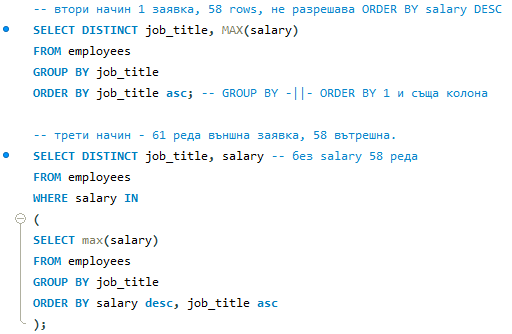 -- втори начин 1 заявка, 58 rows, не разрешава ORDER BY salary DESC
SELECT DISTINCT job_title, MAX(salary)
FROM employees
GROUP BY job_title
ORDER BY job_title asc; -- GROUP BY -||- ORDER BY 1 и съща колона
-- трети начин - 61 реда външна заявка, 58 вътрешна.
SELECT DISTINCT job_title, salary -- без salary 58 реда
FROM employees
WHERE salary IN
(
SELECT max(salary)
FROM employees
GROUP BY job_title
ORDER BY salary desc, job_title asc
);